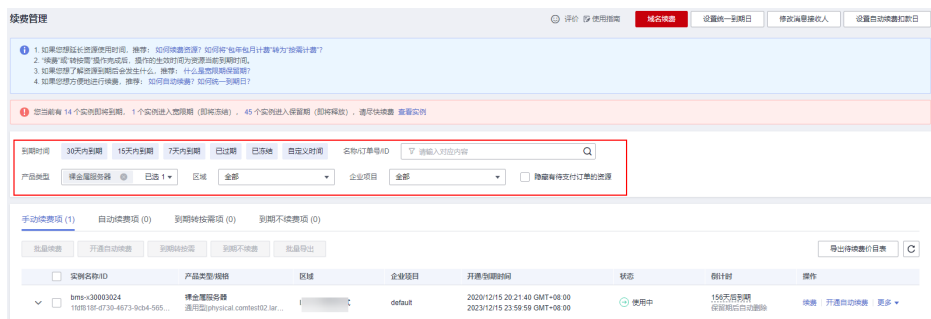 续费管理 评价 使用指南 域名续费 设置统一到期日 修改消息接收人 设置自动续费扣款日
1. 如果您想延长资源使用时间，推荐： 如何续费资源？如何将“包年包月计费”转为“按需计费”？
2. “续费”或“转按需”操作完成后，操作的生效时间为资源当前到期时间。
3. 如果您想了解资源到期后会发生什么，推荐： 什么是宽限期保留期？
4. 如果您想方便地进行续费，推荐： 如何自动续费？如何统一到期日？
您当前有 14 个实例即将到期，1 个实例进入宽限期（即将冻结），45 个实例进入保留期（即将释放），请尽快续费 查看实例
到期时间 30天内到期 15天内到期 7天内到期 已过期 已冻结 自定义时间 名称/订单号/ID 请输入对应内容
产品类型 裸金属服务器 已选 1 区域 全部 企业项目 全部 隐藏有待支付订单的资源
手动续费项 (1) 自动续费项 (0) 到期转按需项 (0) 到期不续费项 (0)
批量续费 开通自动续费 到期转按需 到期不续费 批量导出 导出待续费价目表
实例名称/ID 产品类型/规格 区域 企业项目 开通/到期时间 状态 倒计时 操作
bms-x30003024 裸金属服务器 default 2020/12/15 20:21:40 GMT+08:00 使用中 156天后到期 续费 开通自动续费 更多
1fdf818f-d730-4673-9cb4-565... 通用型|physical.comtest02.lar... 2023/12/15 23:59:59 GMT+08:00 保留期后自动删除